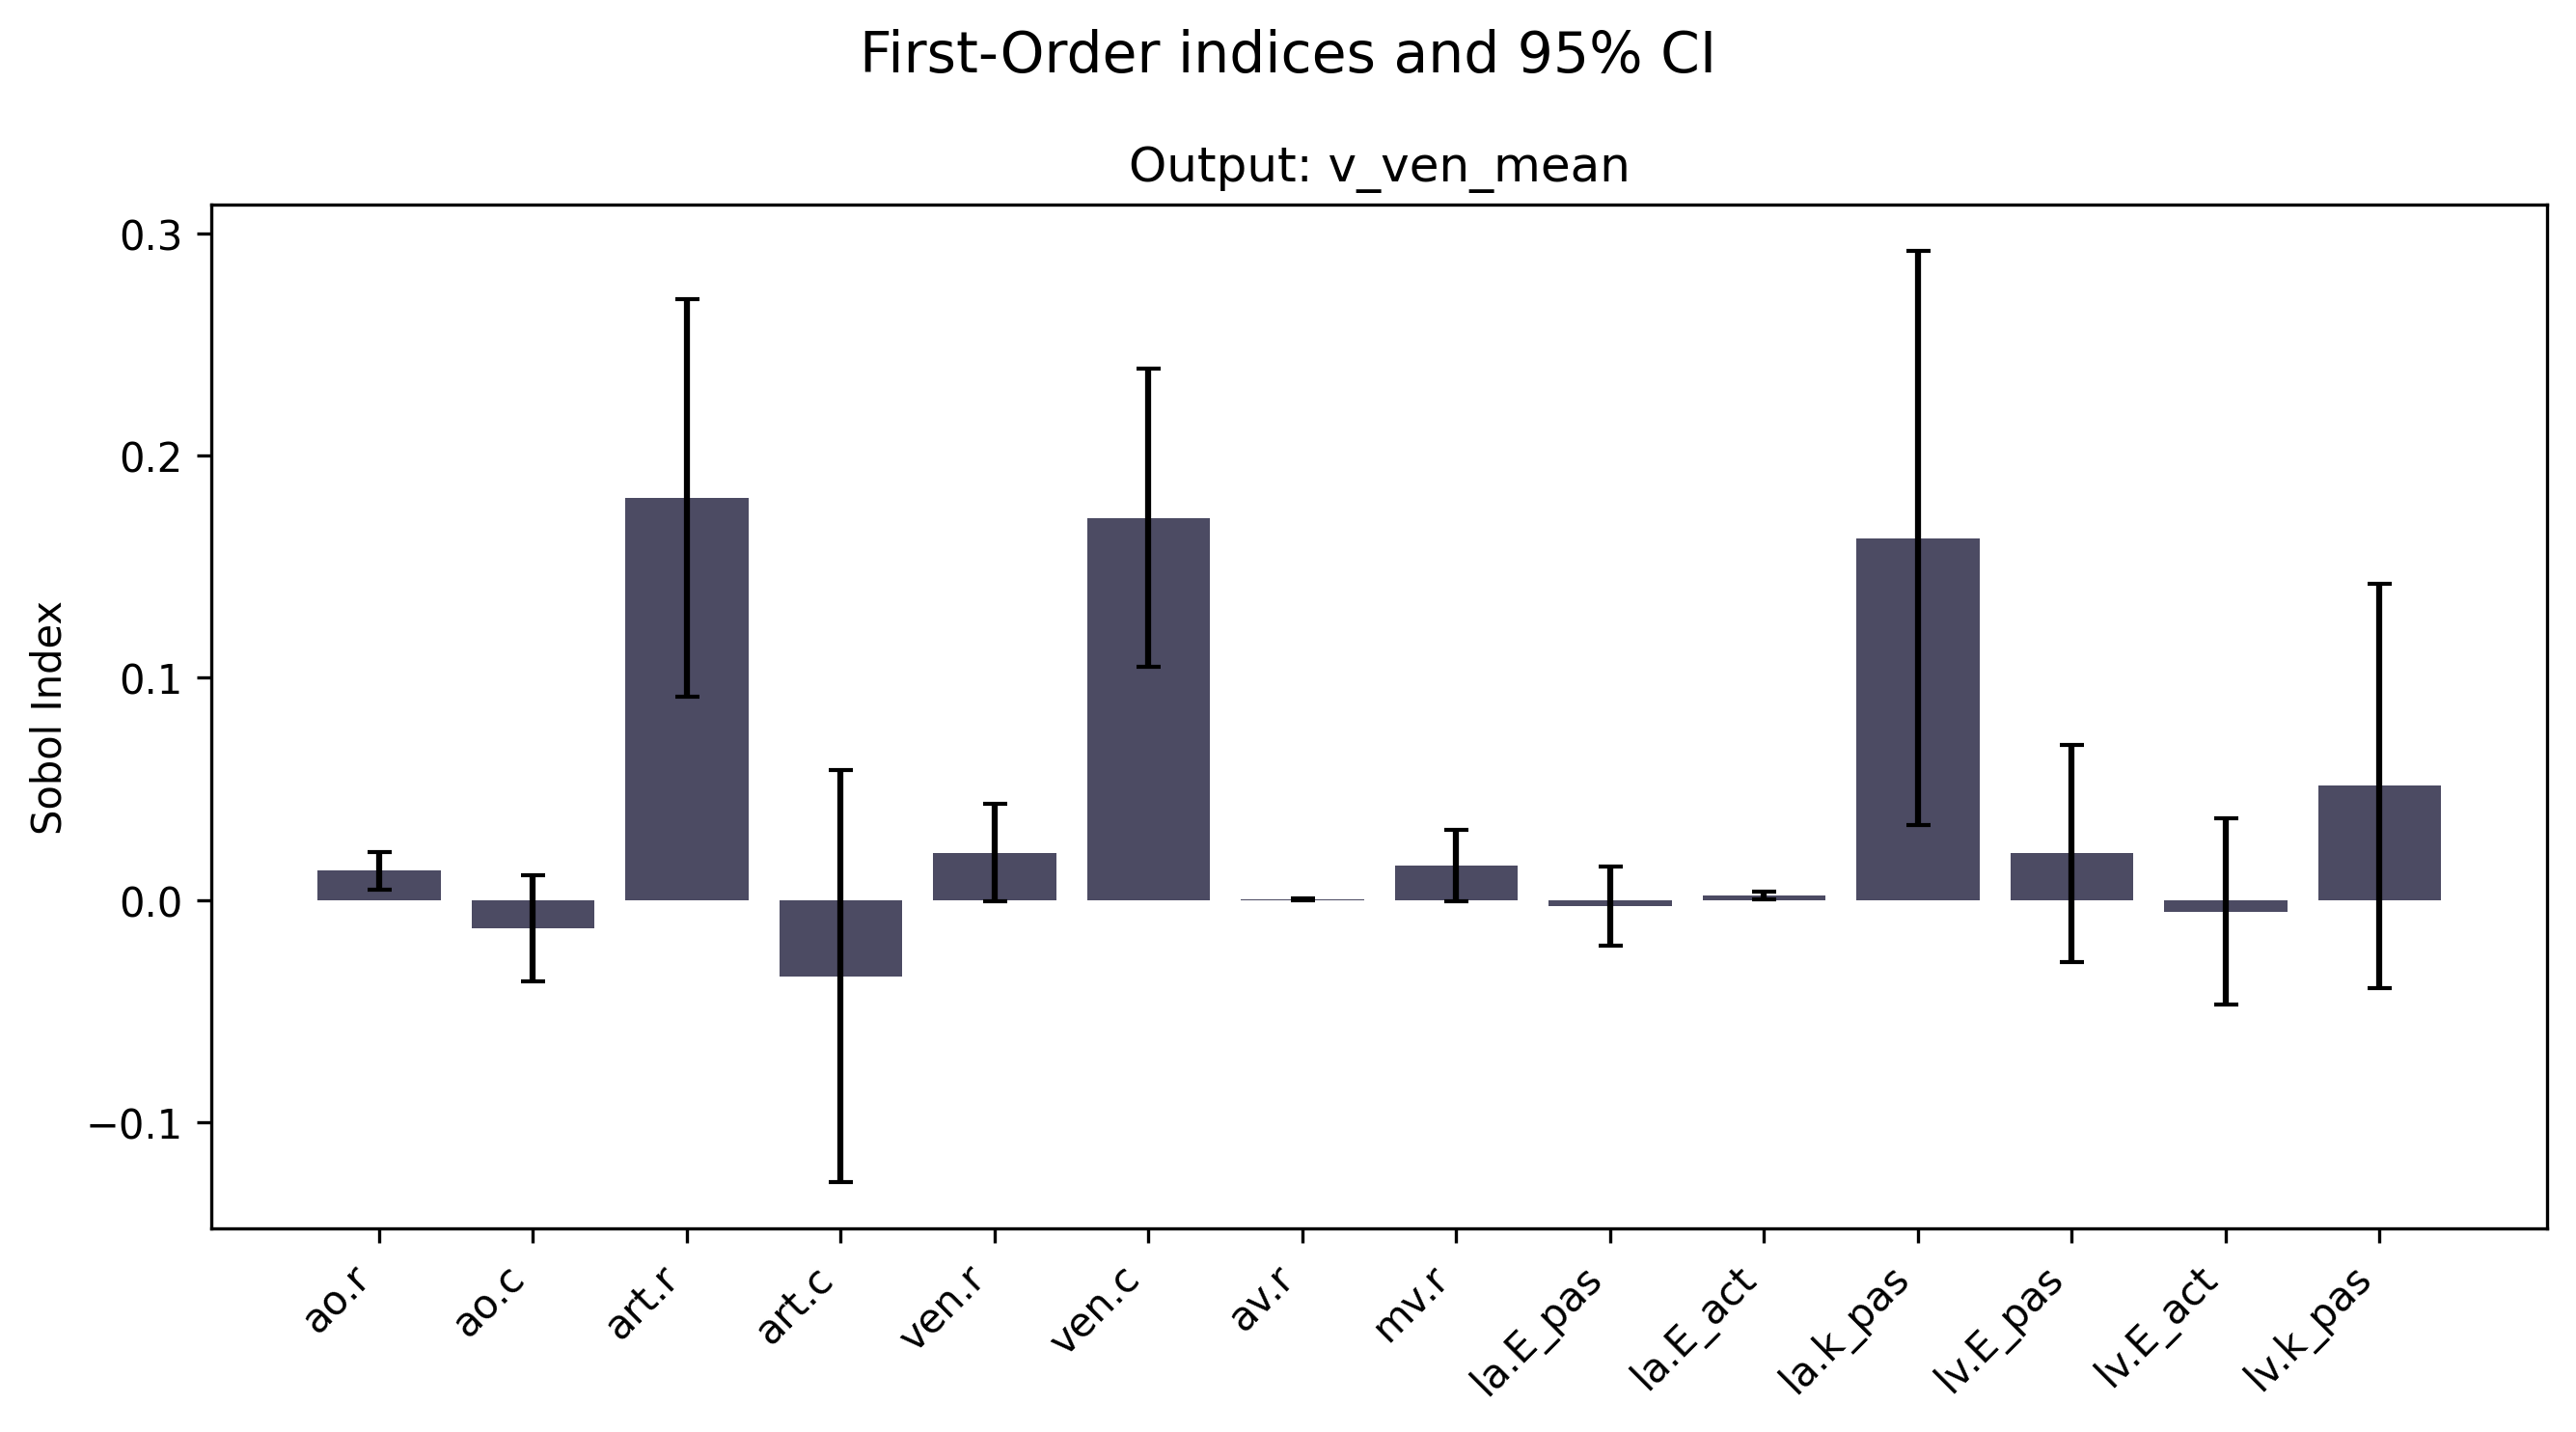 First-Order indices and 95% CI
Output: v_ven_mean
Sobol Index
0.3
0.2
0.1
0.0
−0.1
ao.r
ao.c
art.r
art.c
ven.r
ven.c
av.r
mv.r
la.E_pas
la.E_act
la.k_pas
lv.E_pas
lv.E_act
lv.k_pas